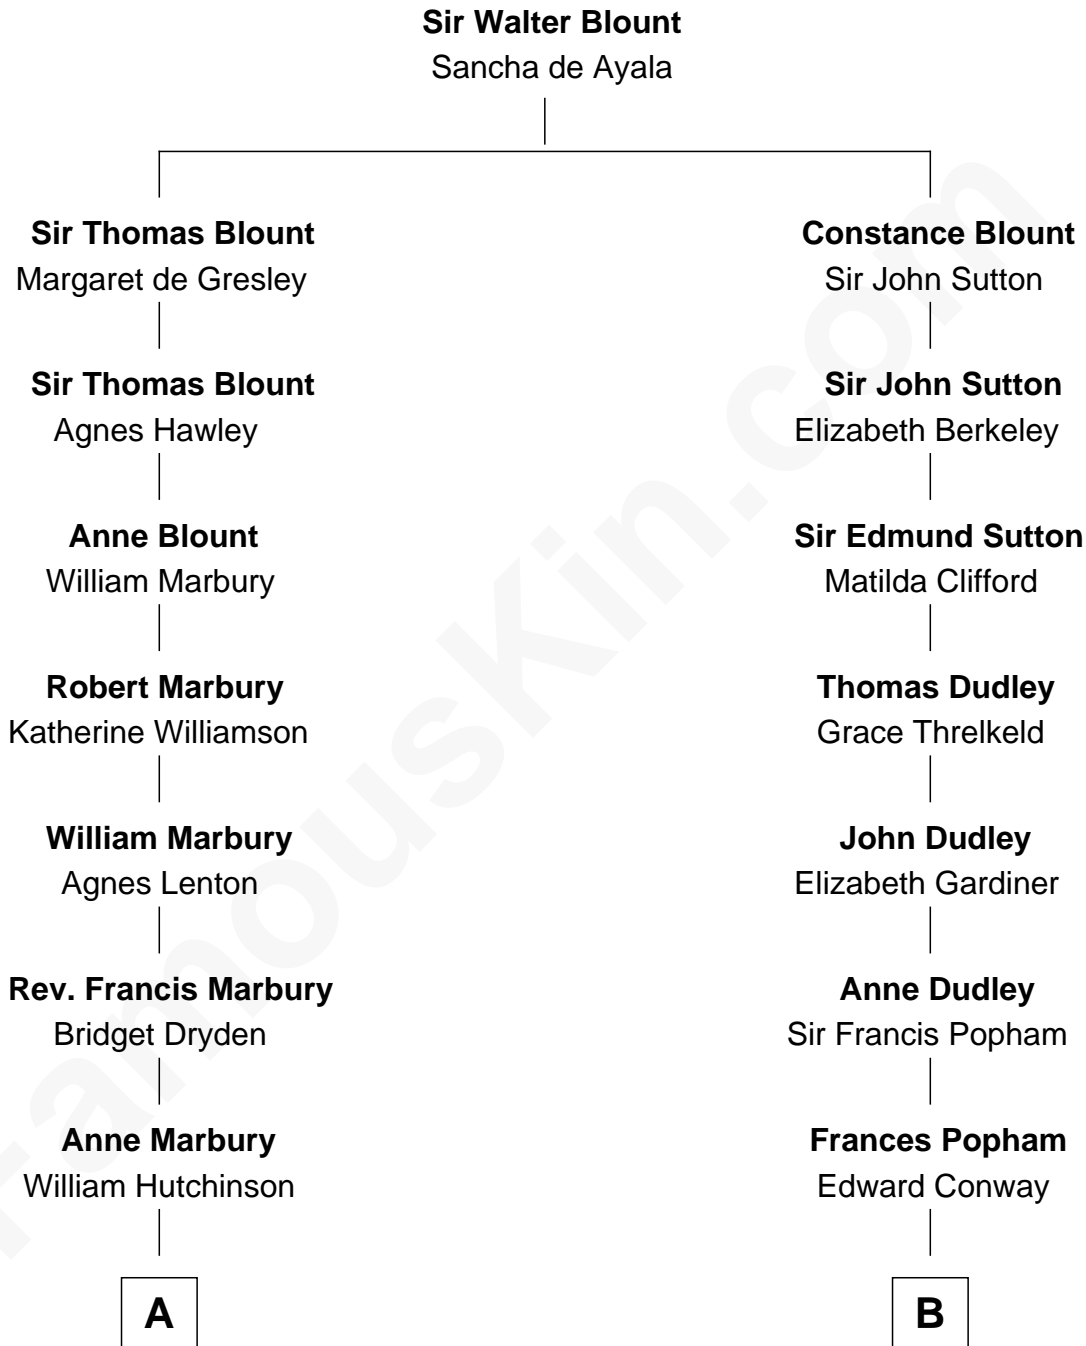 Sir Walter Blount
Sancha de Ayala
Sir Thomas Blount
Margaret de Gresley
Constance Blount
Sir John Sutton
Sir Thomas Blount
Agnes Hawley
Sir John Sutton
Elizabeth Berkeley
Anne Blount
William Marbury
Sir Edmund Sutton
Matilda Clifford
Robert Marbury
Katherine Williamson
Thomas Dudley
Grace Threlkeld
William Marbury
Agnes Lenton
John Dudley
Elizabeth Gardiner
Rev. Francis Marbury
Bridget Dryden
Anne Dudley
Sir Francis Popham
Anne Marbury
William Hutchinson
Frances Popham
Edward Conway
A
B
FamousKin.com